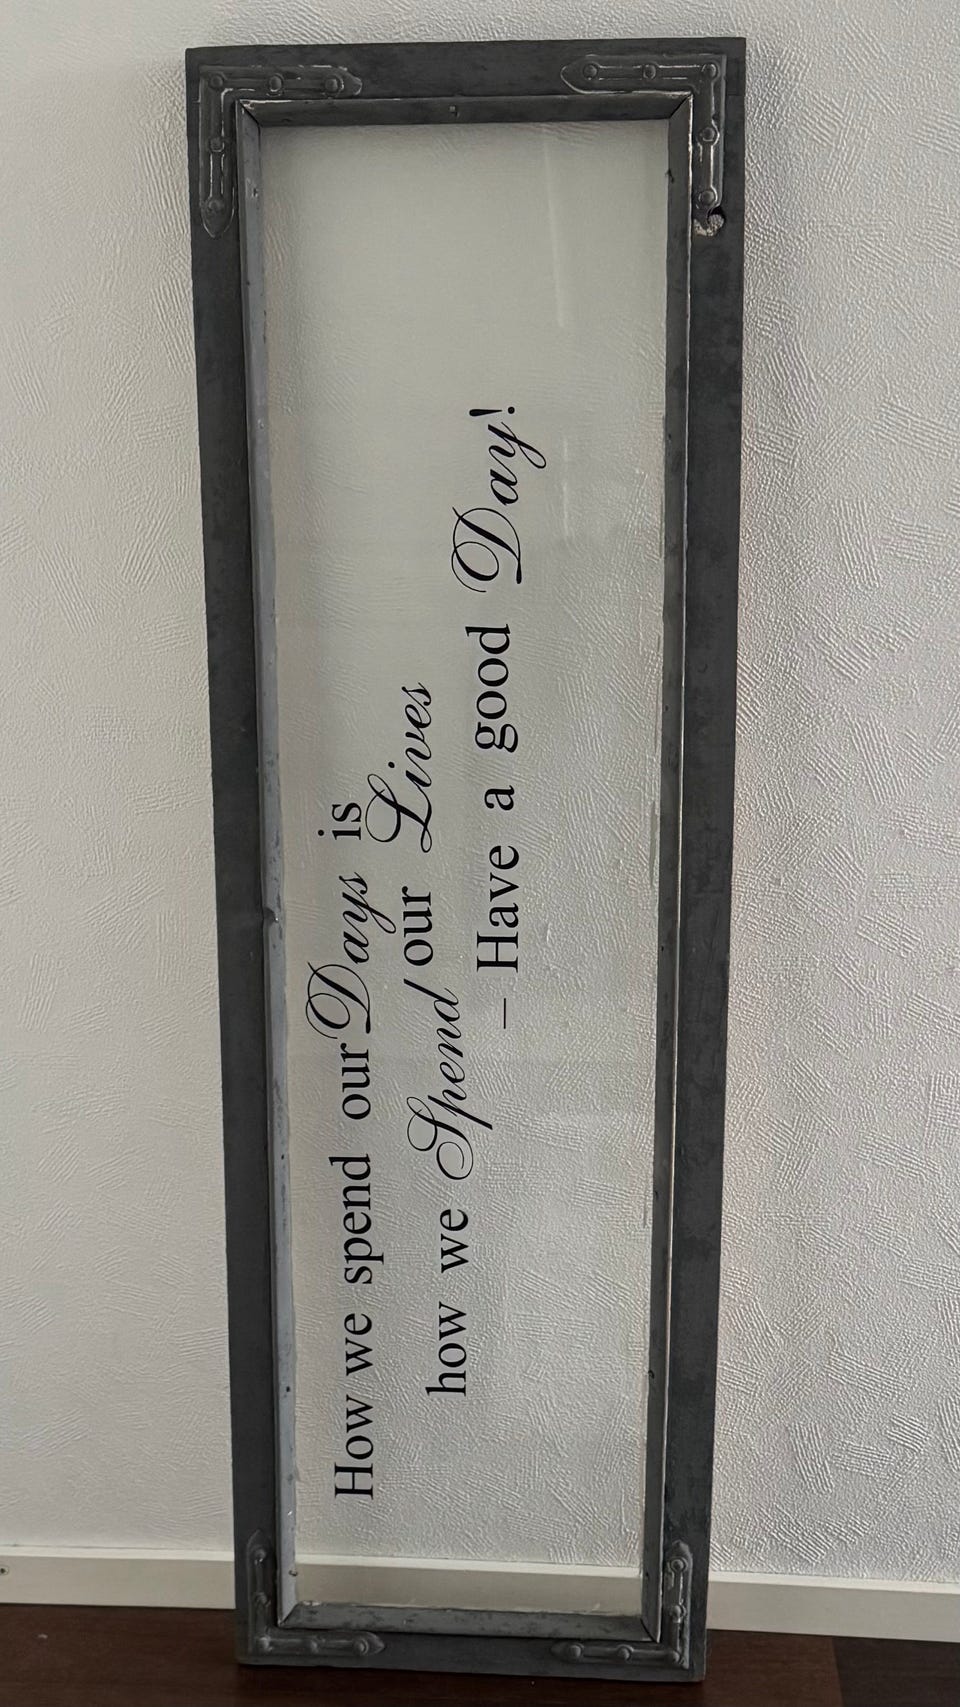 How we spend our Days is
how we Spend our Lives
– Have a good Day!